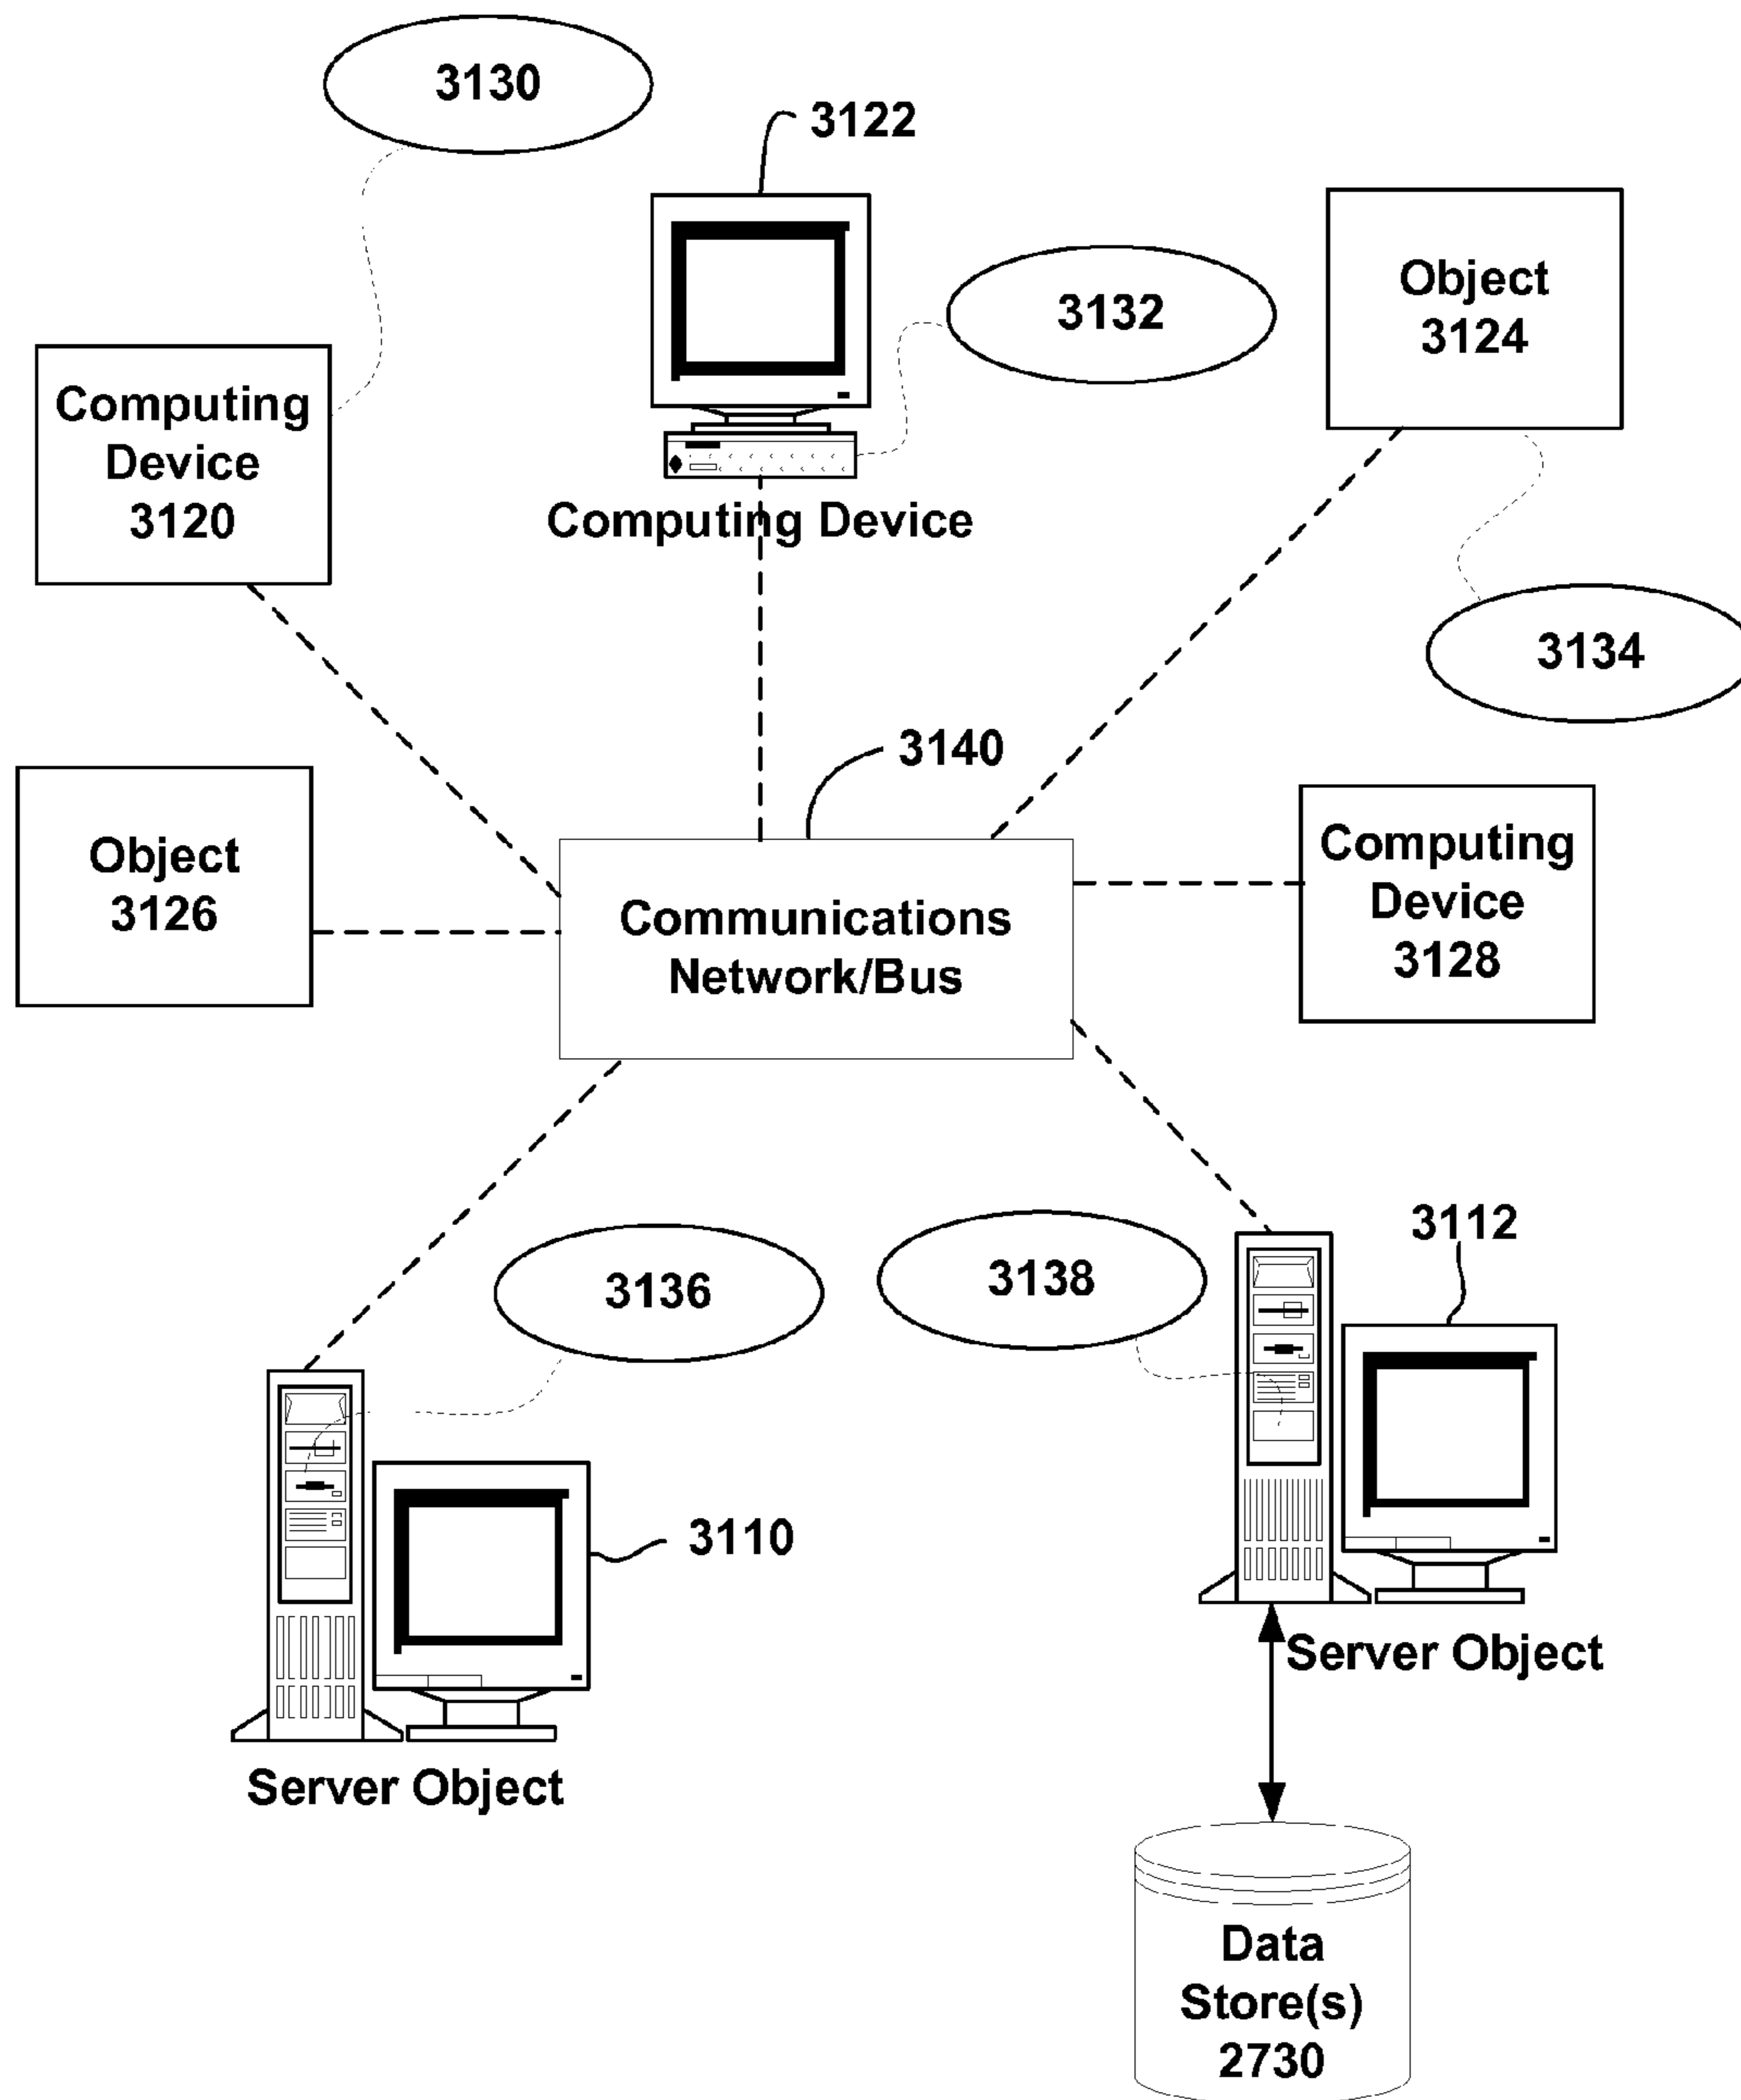 3130
3122
3132
Object
3124
Computing
Device
3120
Computing Device
3134
3140
Object
3126
Communications
Network/Bus
Computing
Device
3128
3136
3138
3112
3110
Server Object
Server Object
Data
Store(s)
2730